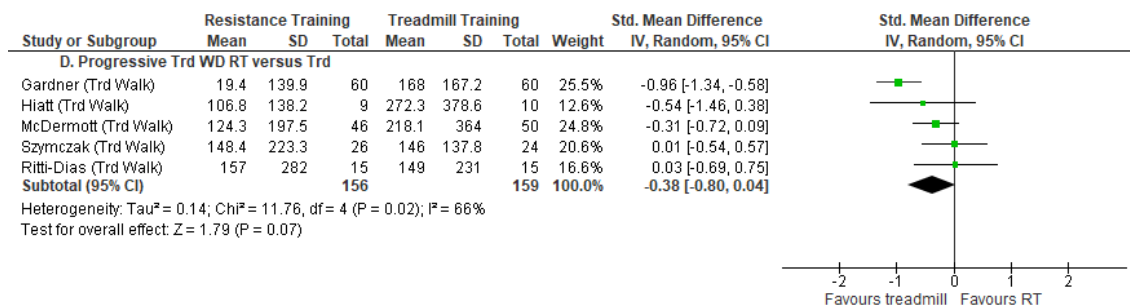 Resistance Training Treadmill Training Std. Mean Difference Std. Mean Difference
Study or Subgroup Mean SD Total Mean SD Total Weight IV, Random, 95% CI IV, Random, 95% CI
D. Progressive Trd WD RT versus Trd
Gardner (Trd Walk) 19.4 139.9 60 168 167.2 60 25.5% -0.96 [-1.34, -0.58]
Hiatt (Trd Walk) 106.8 138.2 9 272.3 378.6 10 12.6% -0.54 [-1.46, 0.38]
McDermott (Trd Walk) 124.3 197.5 46 218.1 364 50 24.8% -0.31 [-0.72, 0.09]
Szymczak (Trd Walk) 148.4 223.3 26 146 137.8 24 20.6% 0.01 [-0.54, 0.57]
Ritti-Dias (Trd Walk) 157 282 15 149 231 15 16.6% 0.03 [-0.69, 0.75]
Subtotal (95% CI) 156 159 100.0% -0.38 [-0.80, 0.04]
Heterogeneity: Tau² = 0.14; Chi² = 11.76, df = 4 (P = 0.02); I² = 66%
Test for overall effect: Z = 1.79 (P = 0.07)
-2 -1 0 1 2
Favours treadmill Favours RT